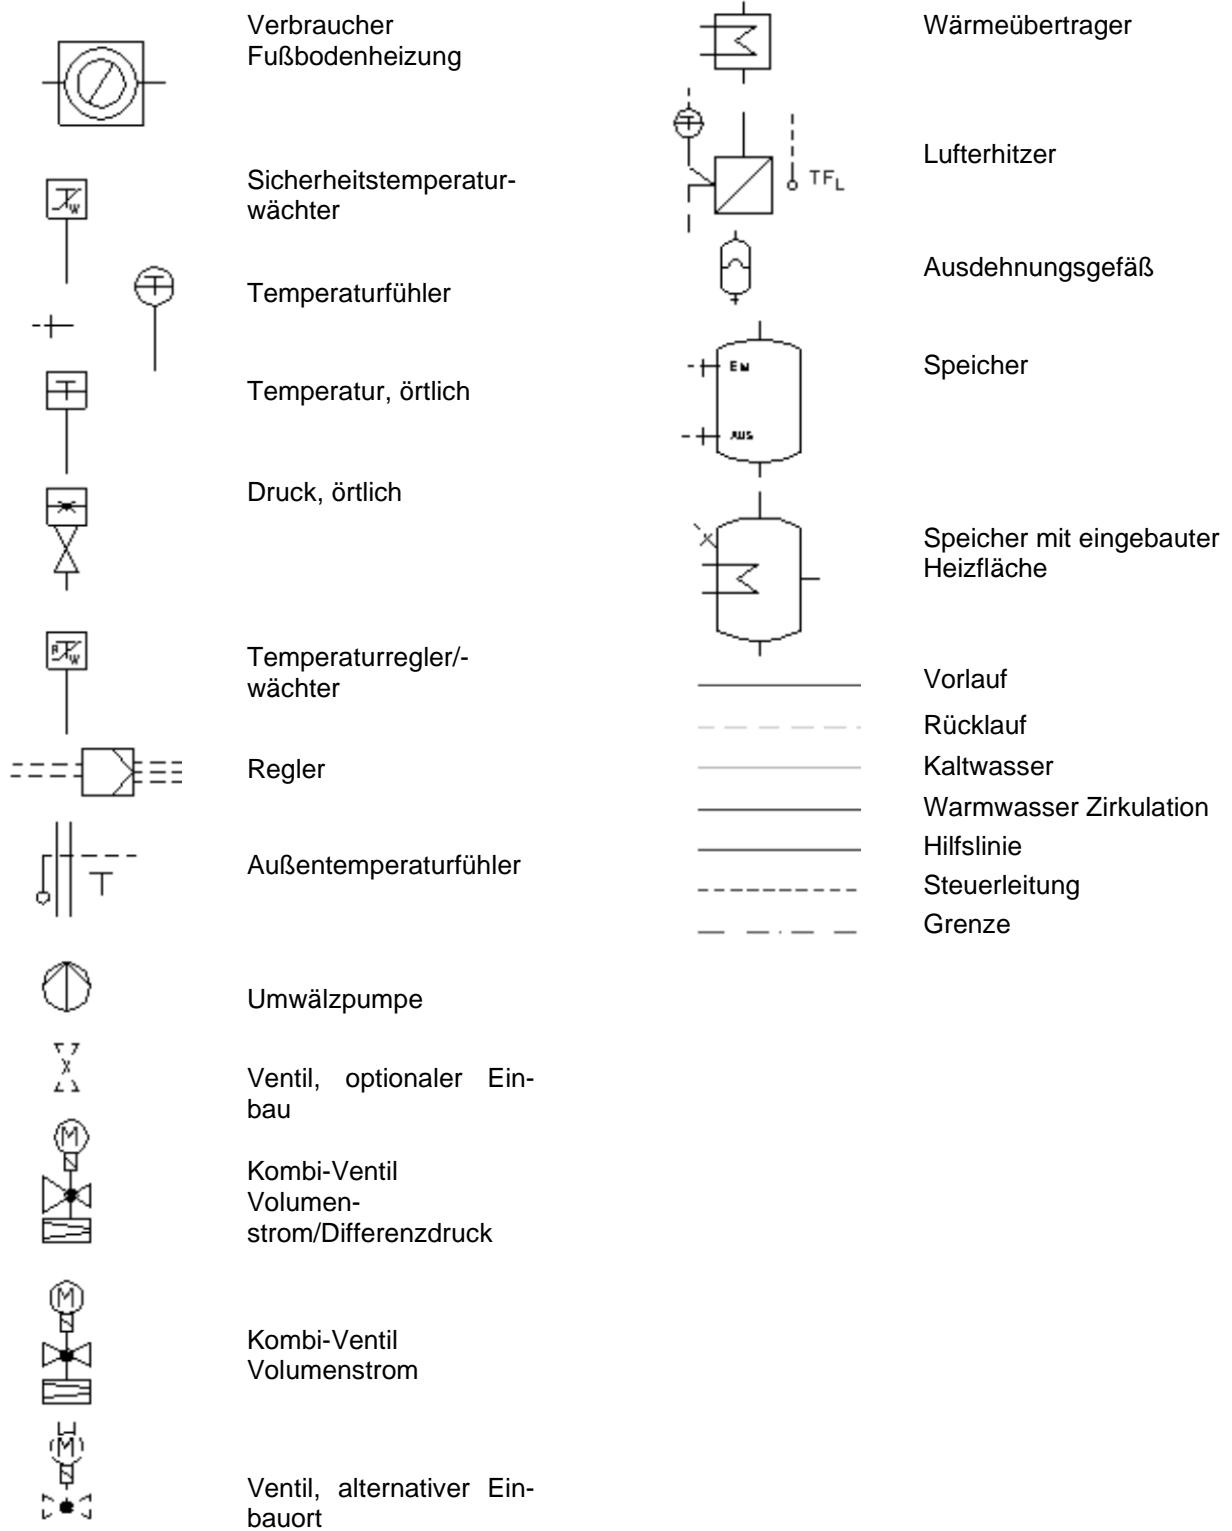 Verbraucher
Fußbodenheizung
W
Sicherheitstemperatur-
wächter
T
Temperaturfühler
T
Temperatur, örtlich
Druck, örtlich
R
W
Temperaturregler/-
wächter
Regler
T
Außentemperaturfühler
Umwälzpumpe
Ventil, optionaler Ein-
bau
M
Kombi-Ventil
Volumen-
strom/Differenzdruck
M
Kombi-Ventil
Volumenstrom
M
Ventil, alternativer Ein-
bauort
Wärmeübertrager
T
TFL
Lufterhitzer
Ausdehnungsgefäß
AUS
Speicher
Speicher mit eingebauter
Heizfläche
Vorlauf
Rücklauf
Kaltwasser
Warmwasser Zirkulation
Hilfslinie
Steuerleitung
Grenze